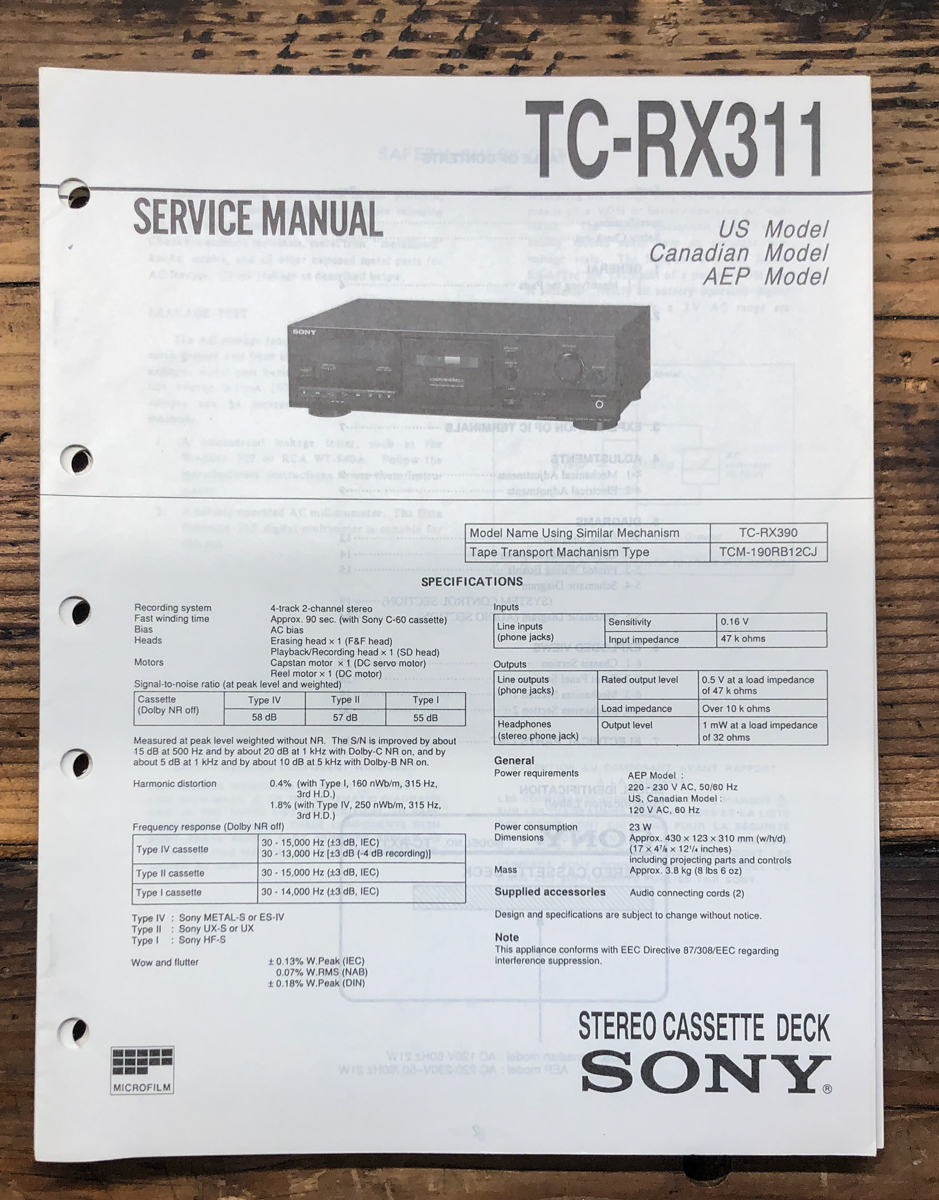 TC-RX311
SERVICE MANUAL
US Model
Canadian Model
AEP Model
SONY
Model Name Using Similar Mechanism TC-RX390
Tape Transport Machanism Type TCM-190RB12CJ
SPECIFICATIONS
Recording system 4-track 2-channel stereo
Fast winding time Approx. 90 sec. (with Sony C-60 cassette)
Bias AC bias
Heads Erasing head × 1 (F&F head)
Playback/Recording head × 1 (SD head)
Motors Capstan motor × 1 (DC servo motor)
Reel motor × 1 (DC motor)
Signal-to-noise ratio (at peak level and weighted)
Cassette Type IV Type II Type I
(Dolby NR off) 58 dB 57 dB 55 dB
Measured at peak level weighted without NR. The S/N is improved by about
15 dB at 500 Hz and by about 20 dB at 1 kHz with Dolby-C NR on, and by
about 5 dB at 1 kHz and by about 10 dB at 5 kHz with Dolby-B NR on.
Harmonic distortion 0.4% (with Type I, 160 nWb/m, 315 Hz,
3rd H.D.)
1.8% (with Type IV, 250 nWb/m, 315 Hz,
3rd H.D.)
Frequency response (Dolby NR off)
Type IV cassette 30 - 15,000 Hz (±3 dB, IEC)
30 - 13,000 Hz [±3 dB (-4 dB recording)]
Type II cassette 30 - 15,000 Hz (±3 dB, IEC)
Type I cassette 30 - 14,000 Hz (±3 dB, IEC)
Type IV : Sony METAL-S or ES-IV
Type II : Sony UX-S or UX
Type I : Sony HF-S
Wow and flutter ± 0.13% W.Peak (IEC)
0.07% W.RMS (NAB)
± 0.18% W.Peak (DIN)
Inputs
Line inputs (phone jacks) Sensitivity 0.16 V
Input impedance 47 k ohms
Outputs
Line outputs (phone jacks) Rated output level 0.5 V at a load impedance
of 47 k ohms
Load impedance Over 10 k ohms
Headphones (stereo phone jack) Output level 1 mW at a load impedance
of 32 ohms
General
Power requirements AEP Model :
220 - 230 V AC, 50/60 Hz
US, Canadian Model :
120 V AC, 60 Hz
Power consumption 23 W
Dimensions Approx. 430 × 123 × 310 mm (w/h/d)
(17 × 4⅞ × 12¼ inches)
including projecting parts and controls
Mass Approx. 3.8 kg (8 lbs 6 oz)
Supplied accessories Audio connecting cords (2)
Design and specifications are subject to change without notice.
Note
This appliance conforms with EEC Directive 87/308/EEC regarding
interference suppression.
MICROFILM
STEREO CASSETTE DECK
SONY®